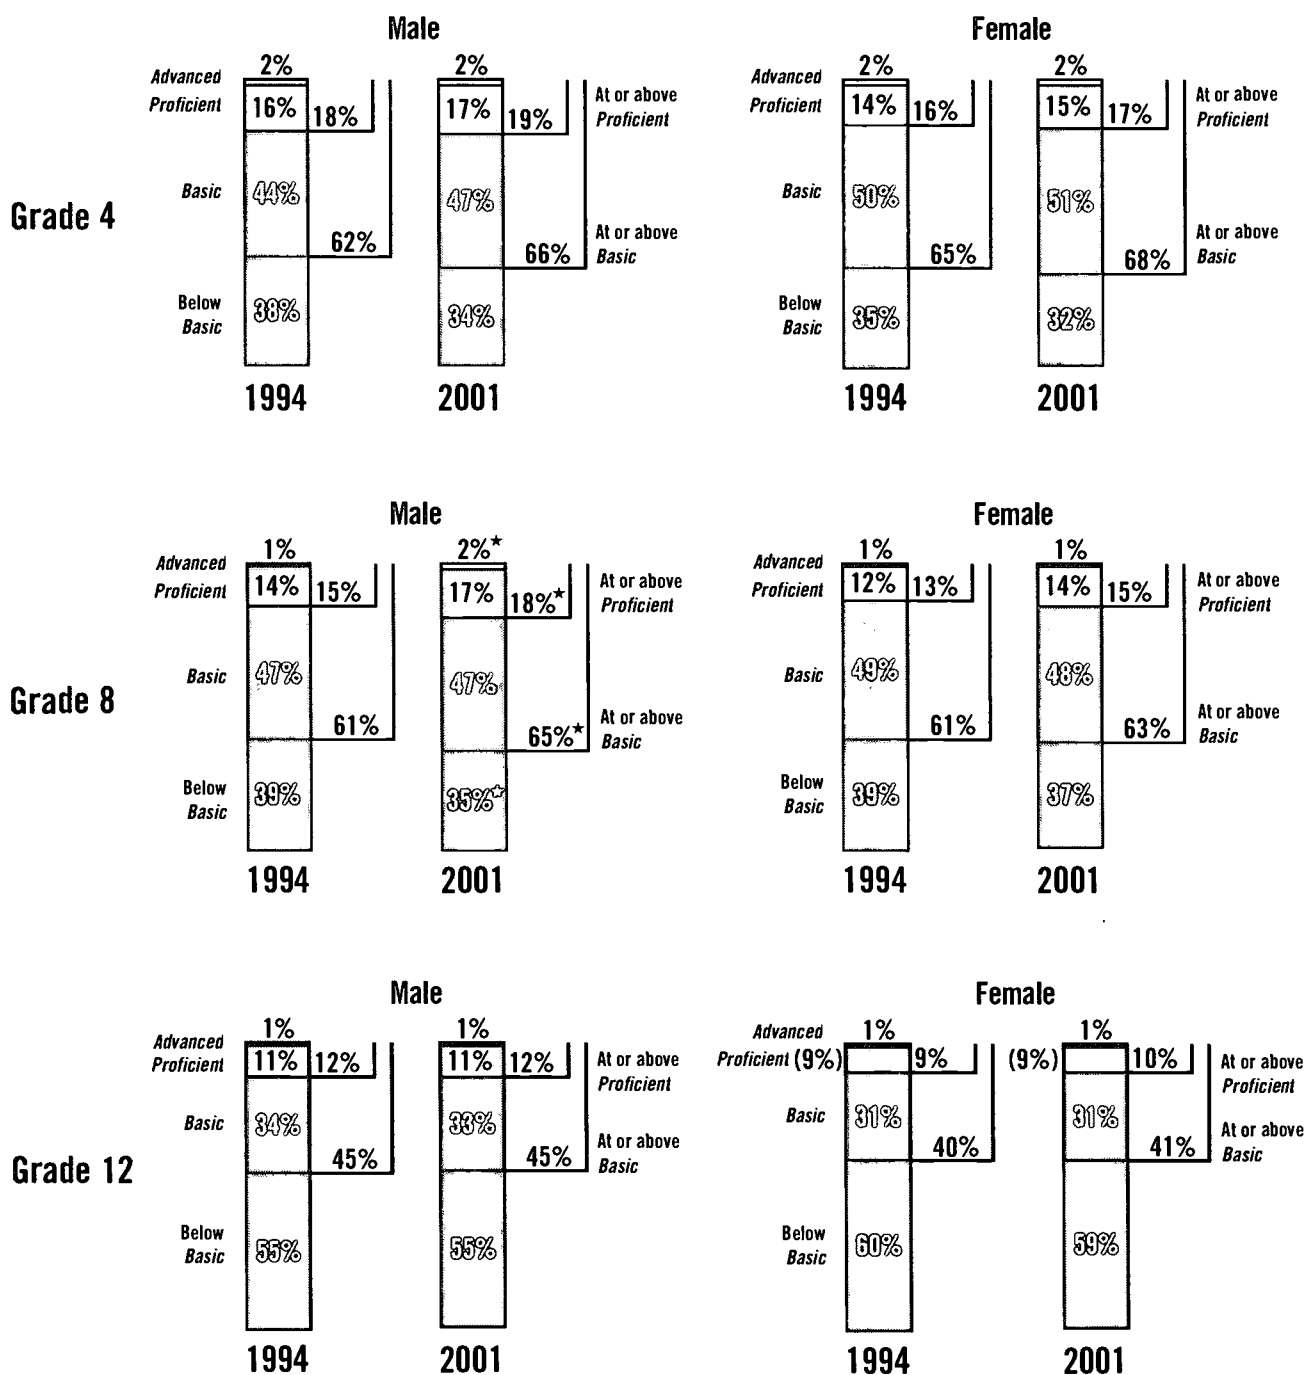 Male
Female
Advanced 2% 2% Advanced 2% 2%
Proficient 16% 18% 17% 19% At or above Proficient Proficient 14% 16% 15% 17% At or above Proficient
Grade 4
Basic 44% 47% Basic 50% 51%
62% 66% At or above Basic 65% 68% At or above Basic
Below Basic 38% 34% Below Basic 35% 32%
1994 2001 1994 2001
Male
Female
Advanced 1% 2%★ Advanced 1% 1%
Proficient 14% 15% 17% 18%★ At or above Proficient Proficient 12% 13% 14% 15% At or above Proficient
Grade 8
Basic 47% 47% Basic 49% 48%
61% 65%★ At or above Basic 61% 63% At or above Basic
Below Basic 39% 35%☆ Below Basic 39% 37%
1994 2001 1994 2001
Male
Female
Advanced 1% 1% Advanced 1% 1%
Proficient 11% 12% 11% 12% At or above Proficient Proficient (9%) 9% (9%) 10% At or above Proficient
Grade 12
Basic 34% 33% Basic 31% 31%
45% 45% At or above Basic 40% 41% At or above Basic
Below Basic 55% 55% Below Basic 60% 59%
1994 2001 1994 2001